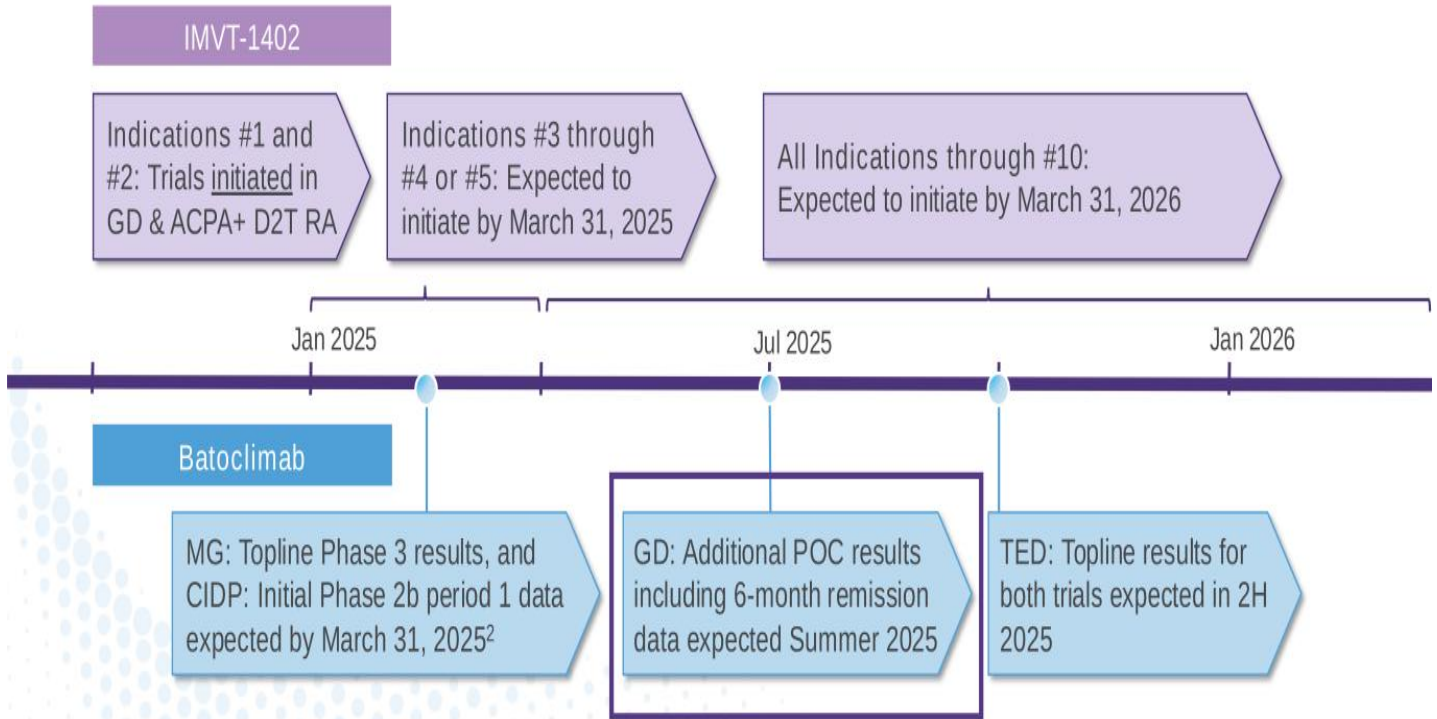 IMVT-1402
Indications #1 and
#2: Trials initiated in
GD & ACPA+ D2T RA
Indications #3 through
#4 or #5: Expected to
initiate by March 31, 2025
All Indications through #10:
Expected to initiate by March 31, 2026
Jan 2025
Jul 2025
Jan 2026
Batoclimab
MG: Topline Phase 3 results, and
CIDP: Initial Phase 2b period 1 data
expected by March 31, 2025²
GD: Additional POC results
including 6-month remission
data expected Summer 2025
TED: Topline results for
both trials expected in 2H
2025